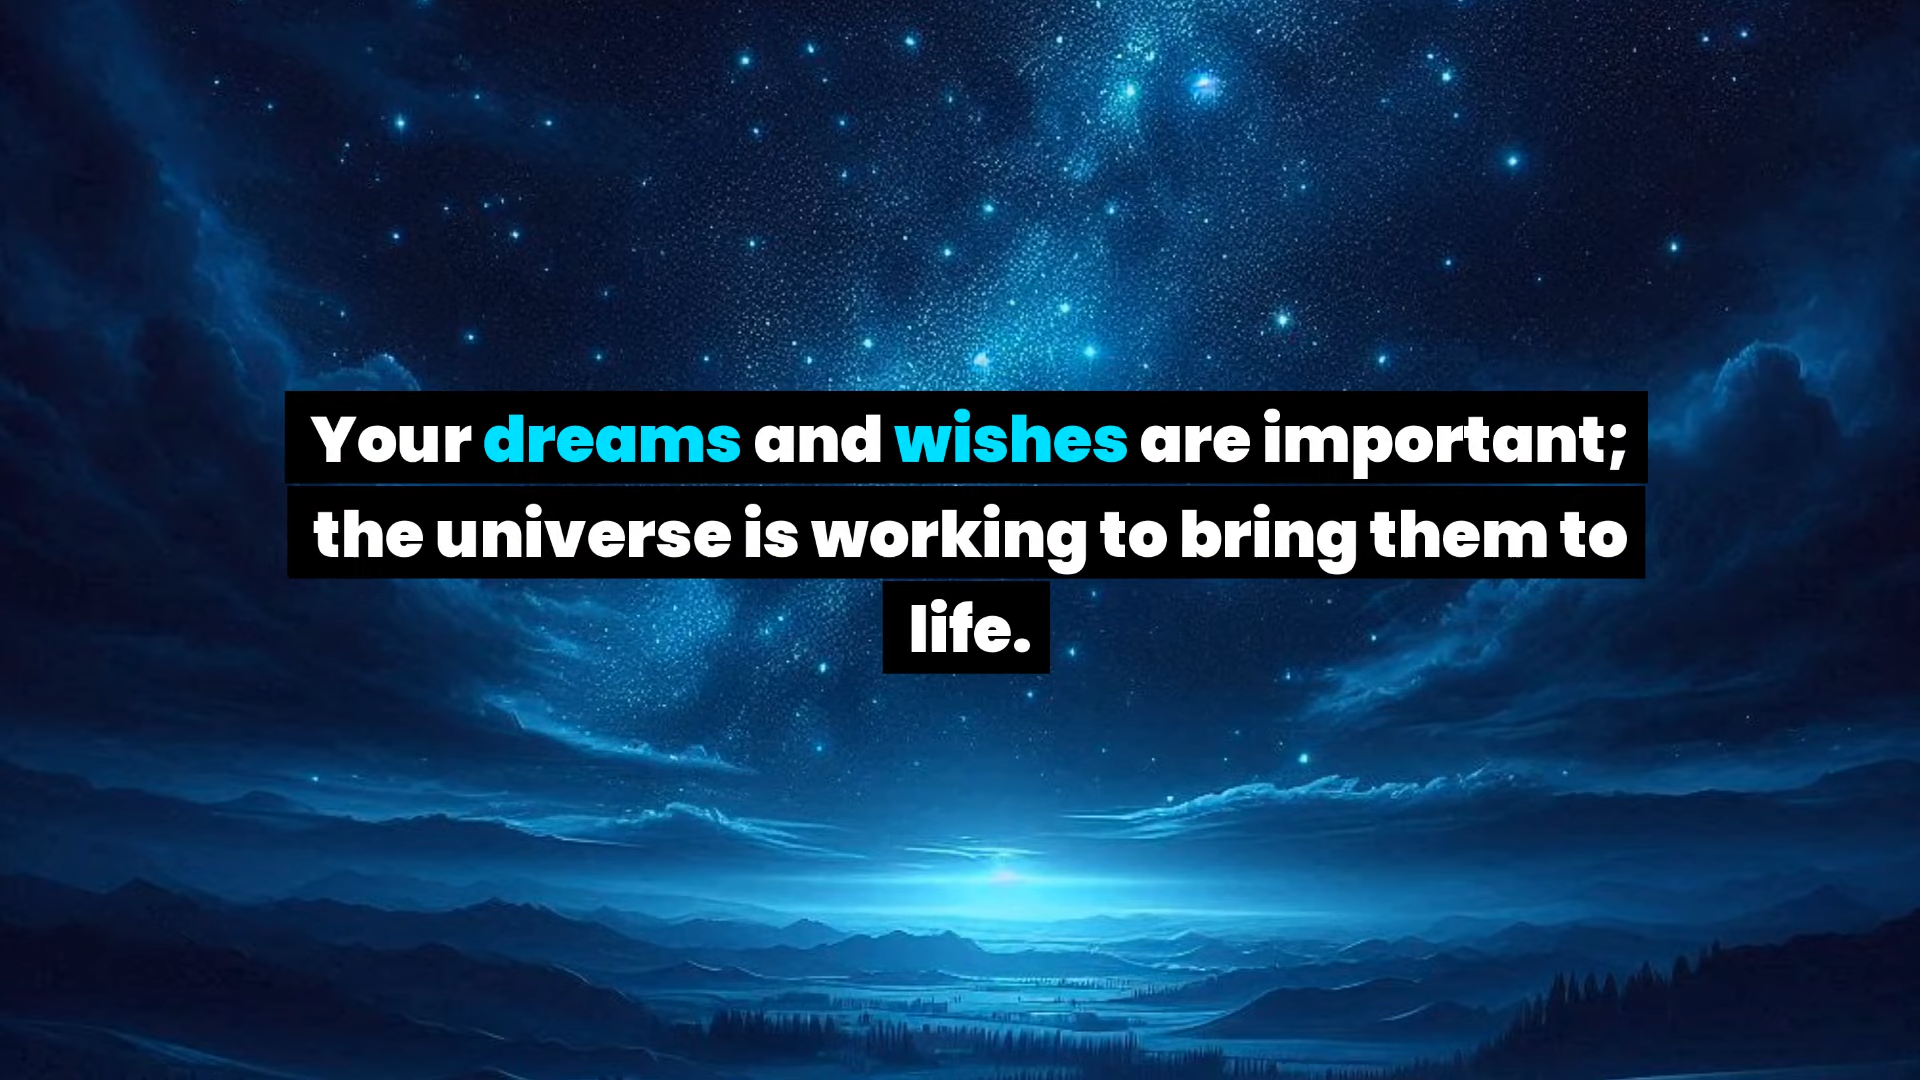 Your dreams and wishes are important;
the universe is working to bring them to
life.